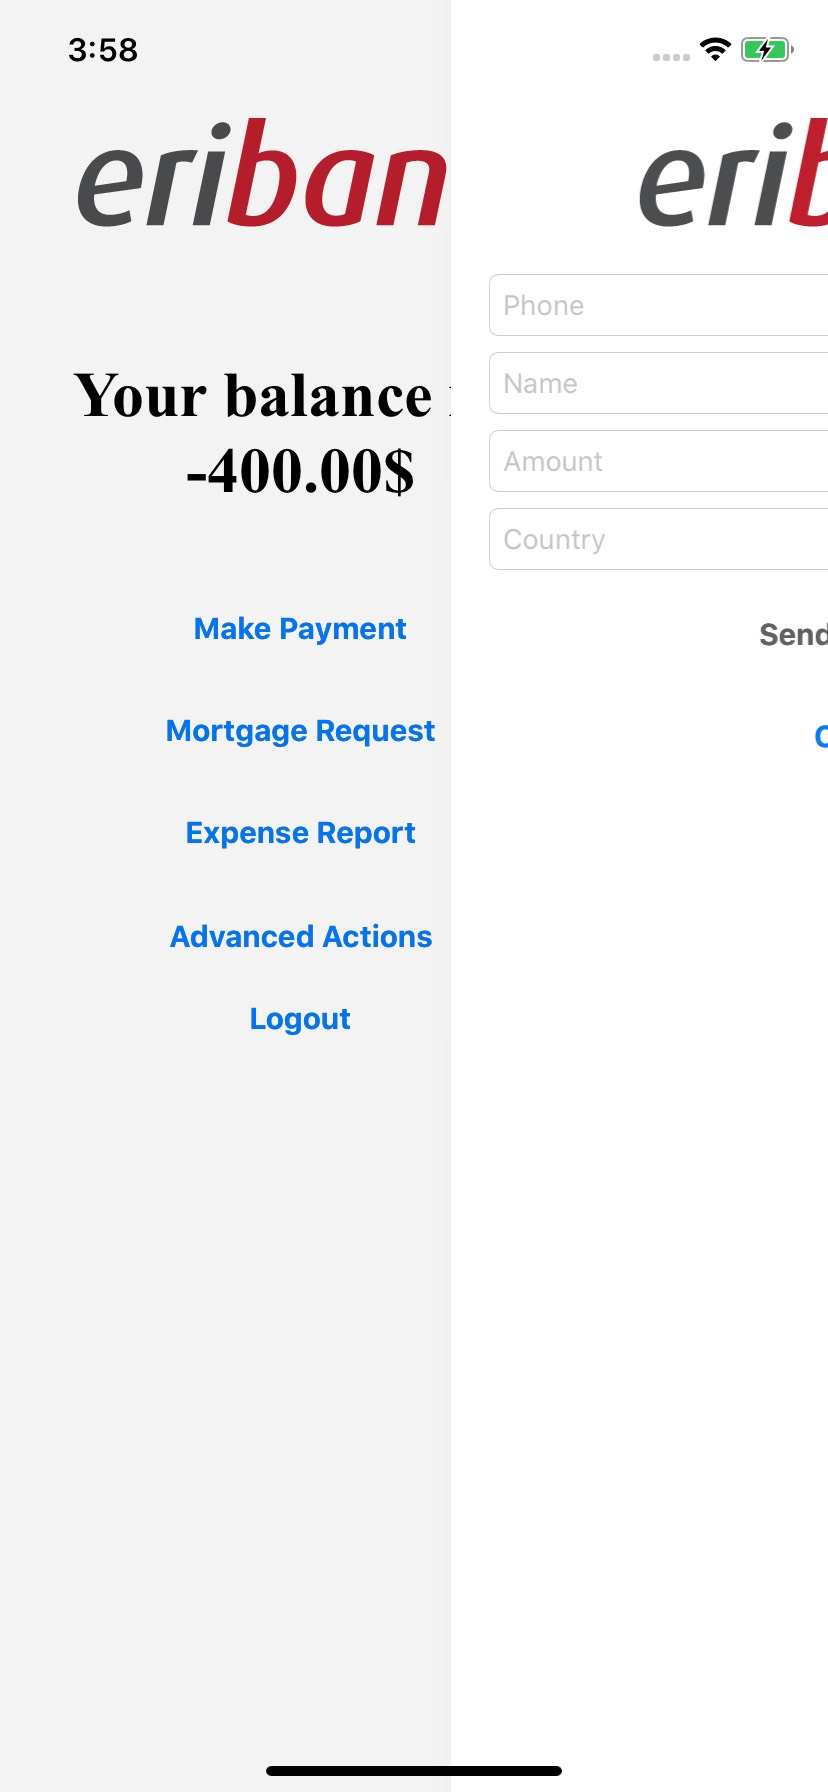 3:58
eriban
Your balance
-400.00$
Make Payment
Mortgage Request
Expense Report
Advanced Actions
Logout
erib
Phone
Name
Amount
Country
Send